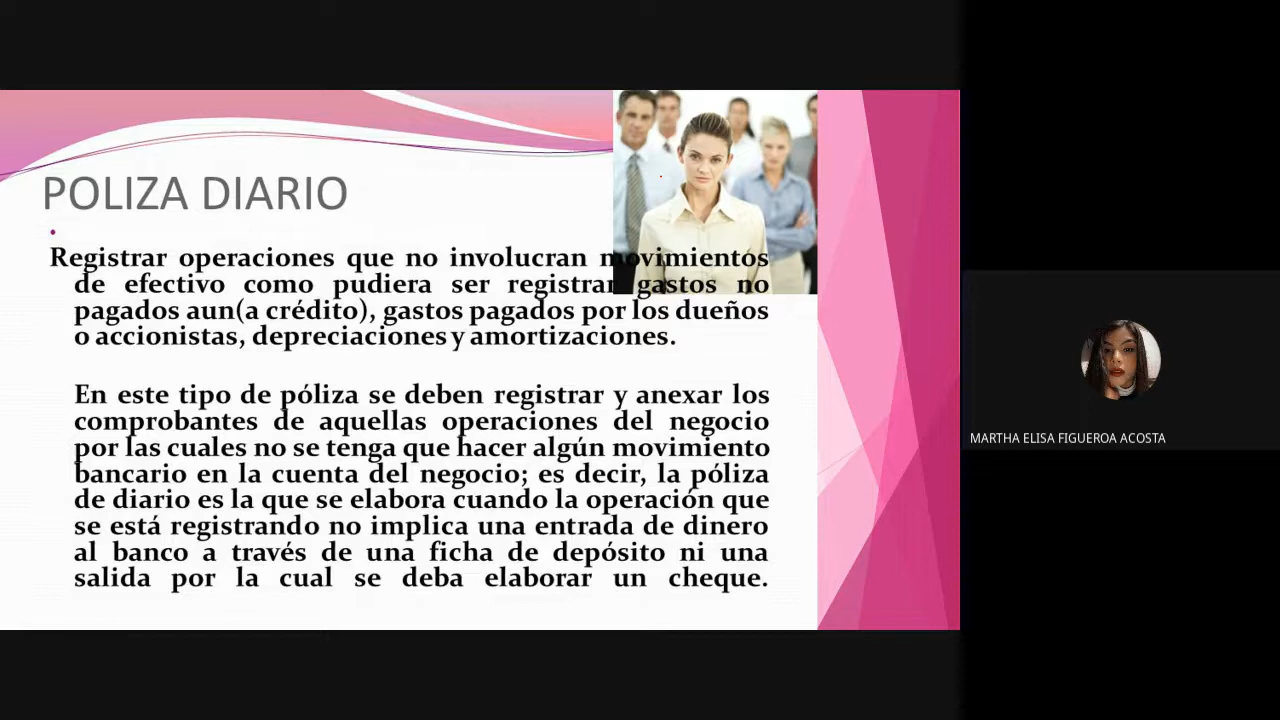 POLIZA DIARIO
Registrar operaciones que no involucran movimientos
de efectivo como pudiera ser registrar gastos no
pagados aun(a crédito), gastos pagados por los dueños
o accionistas, depreciaciones y amortizaciones.
En este tipo de póliza se deben registrar y anexar los
comprobantes de aquellas operaciones del negocio
por las cuales no se tenga que hacer algún movimiento
bancario en la cuenta del negocio; es decir, la póliza
de diario es la que se elabora cuando la operación que
se está registrando no implica una entrada de dinero
al banco a través de una ficha de depósito ni una
salida por la cual se deba elaborar un cheque.
MARTHA ELISA FIGUEROA ACOSTA